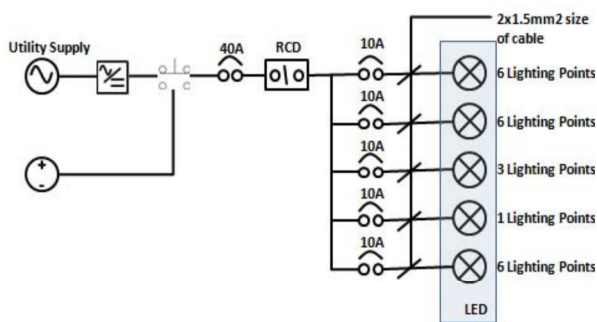 2x1.5mm2 size
of cable
Utility Supply
40A
RCD
10A
6 Lighting Points
10A
6 Lighting Points
10A
3 Lighting Points
10A
1 Lighting Points
10A
6 Lighting Points
LED